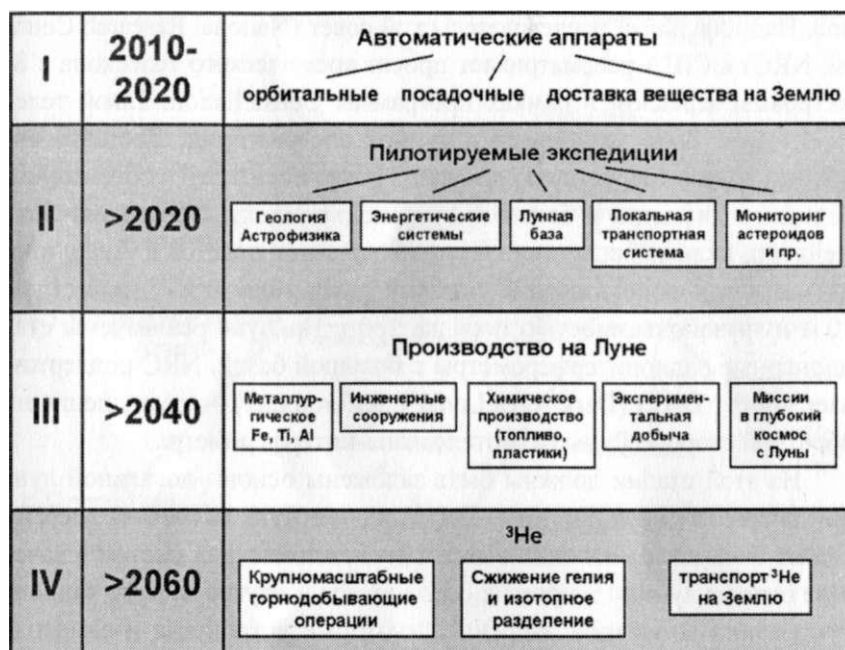 I
2010-
2020
Автоматические аппараты
орбитальные посадочные доставка вещества на Землю
II
>2020
Пилотируемые экспедиции
Геология
Астрофизика
Энергетические
системы
Лунная
база
Локальная
транспортная
система
Мониторинг
астероидов
и пр.
III
>2040
Производство на Луне
Металлур-
гическое
Fe, Ti, Al
Инженерные
сооружения
Химическое
производство
(топливо,
пластики)
Эксперимен-
тальная
добыча
Миссии
в глубокий
космос
с Луны
IV
>2060
³He
Крупномасштабные
горнодобывающие
операции
Сжижение гелия
и изотопное
разделение
транспорт ³He
на Землю